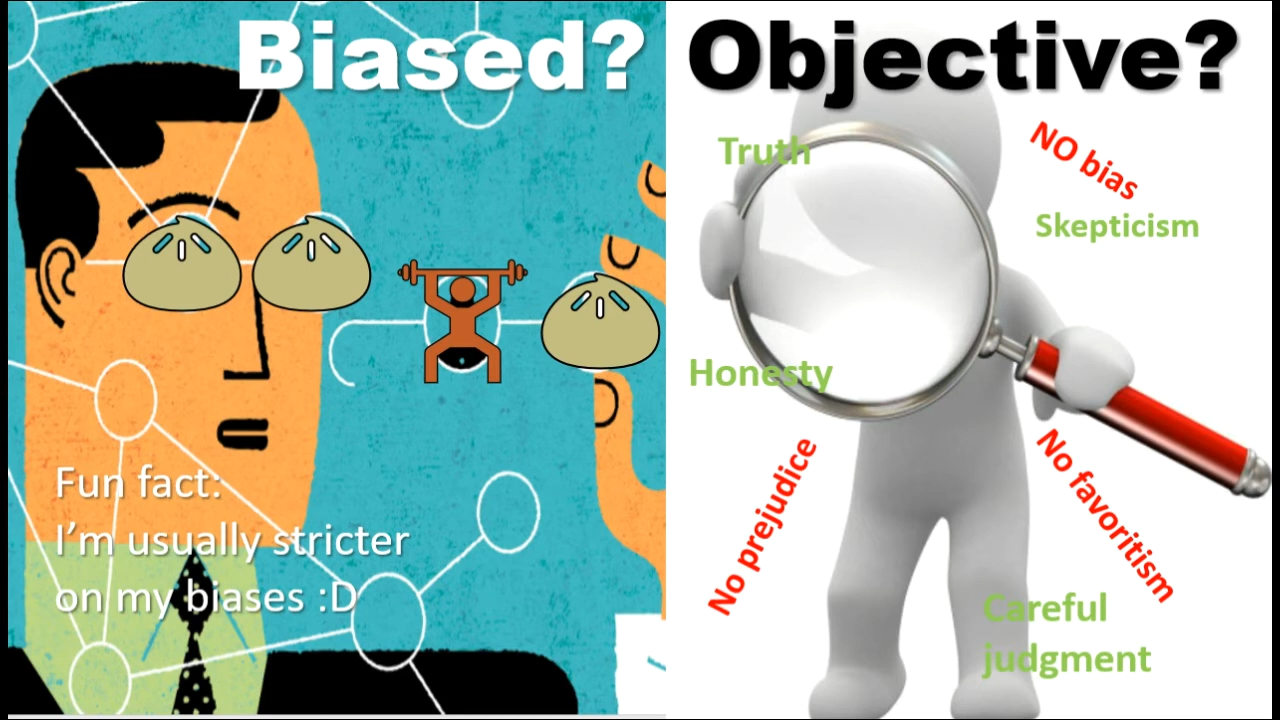 Biased?
Fun fact:
I'm usually stricter
on my biases :D
Objective?
Truth
NO bias
Skepticism
Honesty
No prejudice
No favoritism
Careful
judgment